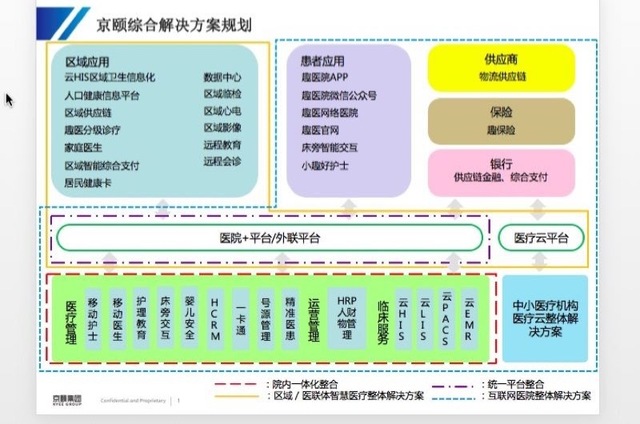 京颐综合解决方案规划
区域应用
云HIS区域卫生信息化
人口健康信息平台
区域供应链
趣医分级诊疗
家庭医生
区域智能综合支付
居民健康卡
数据中心
区域临检
区域心电
区域影像
远程教育
远程会诊
患者应用
趣医院APP
趣医院微信公众号
趣医网络医院
趣医官网
床旁智能交互
小趣好护士
供应商
物流供应链
保险
趣保险
银行
供应链金融、综合支付
医院+平台/外联平台
医疗云平台
医疗管理
移动护士
移动医生
护理教育
床旁交互
婴儿安全
HCRM
一卡通
号源管理
精准医患
运营管理
HRP
人财
物管
理
临床服务
云HIS
云LIS
云PACS
云EMR
中小医疗机构
医疗云整体解
决方案
：院内一体化整合
：统一平台整合
：区域 / 医联体智慧医疗整体解决方案
：互联网医院整体解决方案
京颐集团
KYEE GROUP
Confidential and Proprietary
1